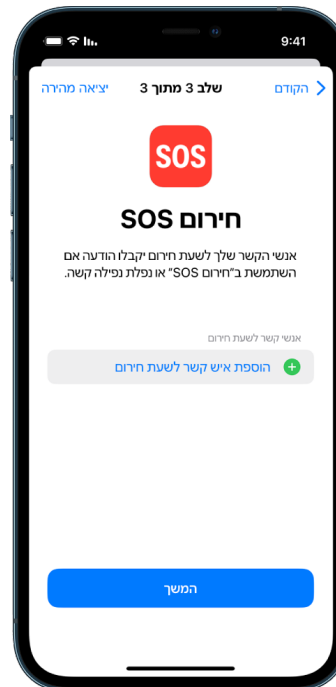 9:41
הקודם
שלב 3 מתוך 3
יציאה מהירה
SOS
חירום SOS
אנשי הקשר שלך לשעת חירום יקבלו הודעה אם
השתמשת ב״חירום SOS״ או נפלת נפילה קשה.
אנשי קשר לשעת חירום
הוספת איש קשר לשעת חירום
המשך